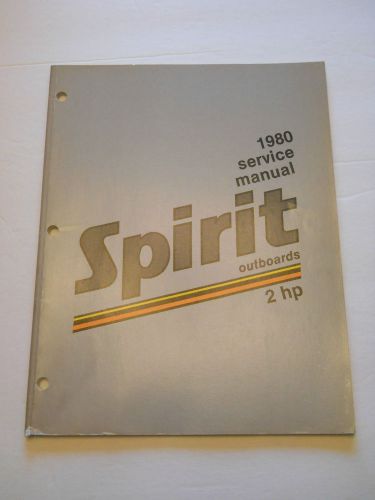 1980
service
manual
Spirit
outboards
2 hp